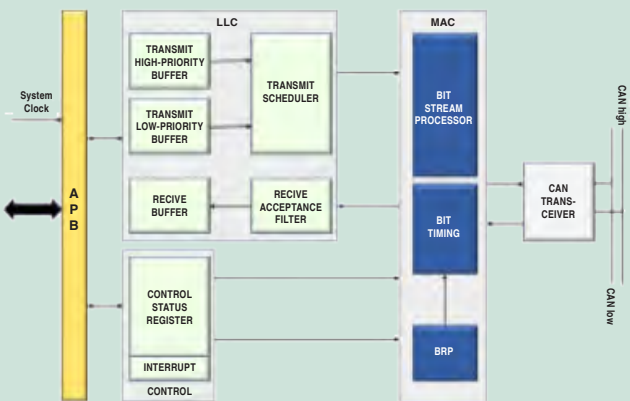 LLC
MAC
TRANSMIT
HIGH-PRIORITY
BUFFER
TRANSMIT
SCHEDULER
TRANSMIT
LOW-PRIORITY
BUFFER
BIT
STREAM
PROCESSOR
System
Clock
CAN high
A
P
B
RECIVE
BUFFER
RECIVE
ACCEPTANCE
FILTER
BIT
TIMING
CAN
TRANS-
CEIVER
CONTROL
STATUS
REGISTER
INTERRUPT
CONTROL
BRP
CAN low